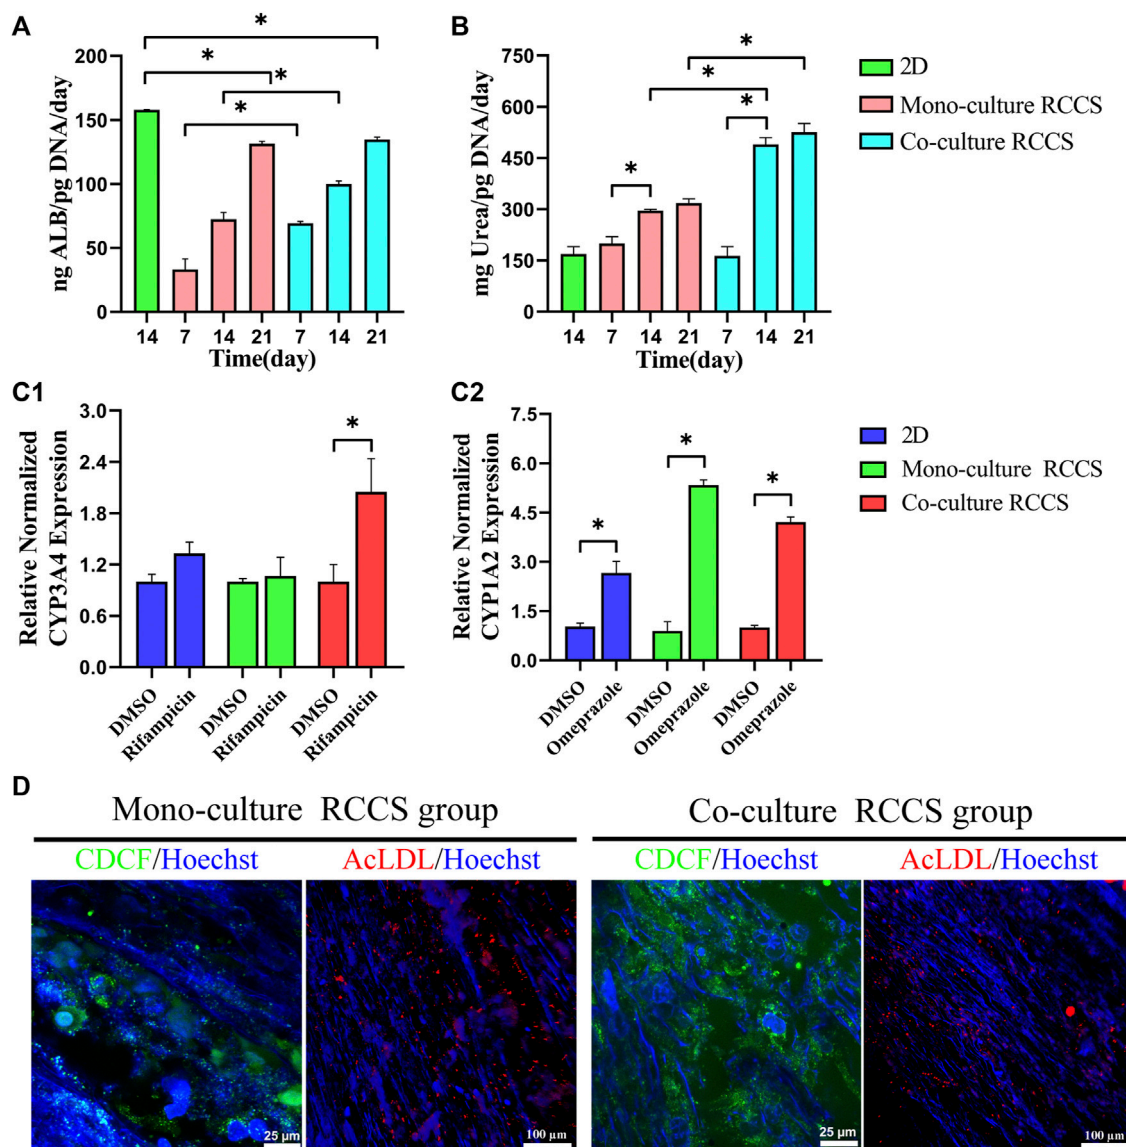 A
ng ALB/pg DNA/day
200
150
100
50
0
* * * *
14 7 14 21 7 14 21
Time(day)
B
mg Urea/pg DNA/day
750
600
450
300
150
0
* * * *
14 7 14 21 7 14 21
Time(day)
2D
Mono-culture RCCS
Co-culture RCCS
C1
Relative Normalized
CYP3A4 Expression
3.0
2.4
1.8
1.2
0.6
0.0
*
DMSO
Rifampicin
DMSO
Rifampicin
DMSO
Rifampicin
C2
Relative Normalized
CYP1A2 Expression
7.5
6.0
4.5
3.0
1.5
0.0
* * *
DMSO
Omeprazole
DMSO
Omeprazole
DMSO
Omeprazole
2D
Mono-culture RCCS
Co-culture RCCS
D
Mono-culture RCCS group
CDCF/Hoechst
AcLDL/Hoechst
25 µm
100 µm
Co-culture RCCS group
CDCF/Hoechst
AcLDL/Hoechst
25 µm
100 µm